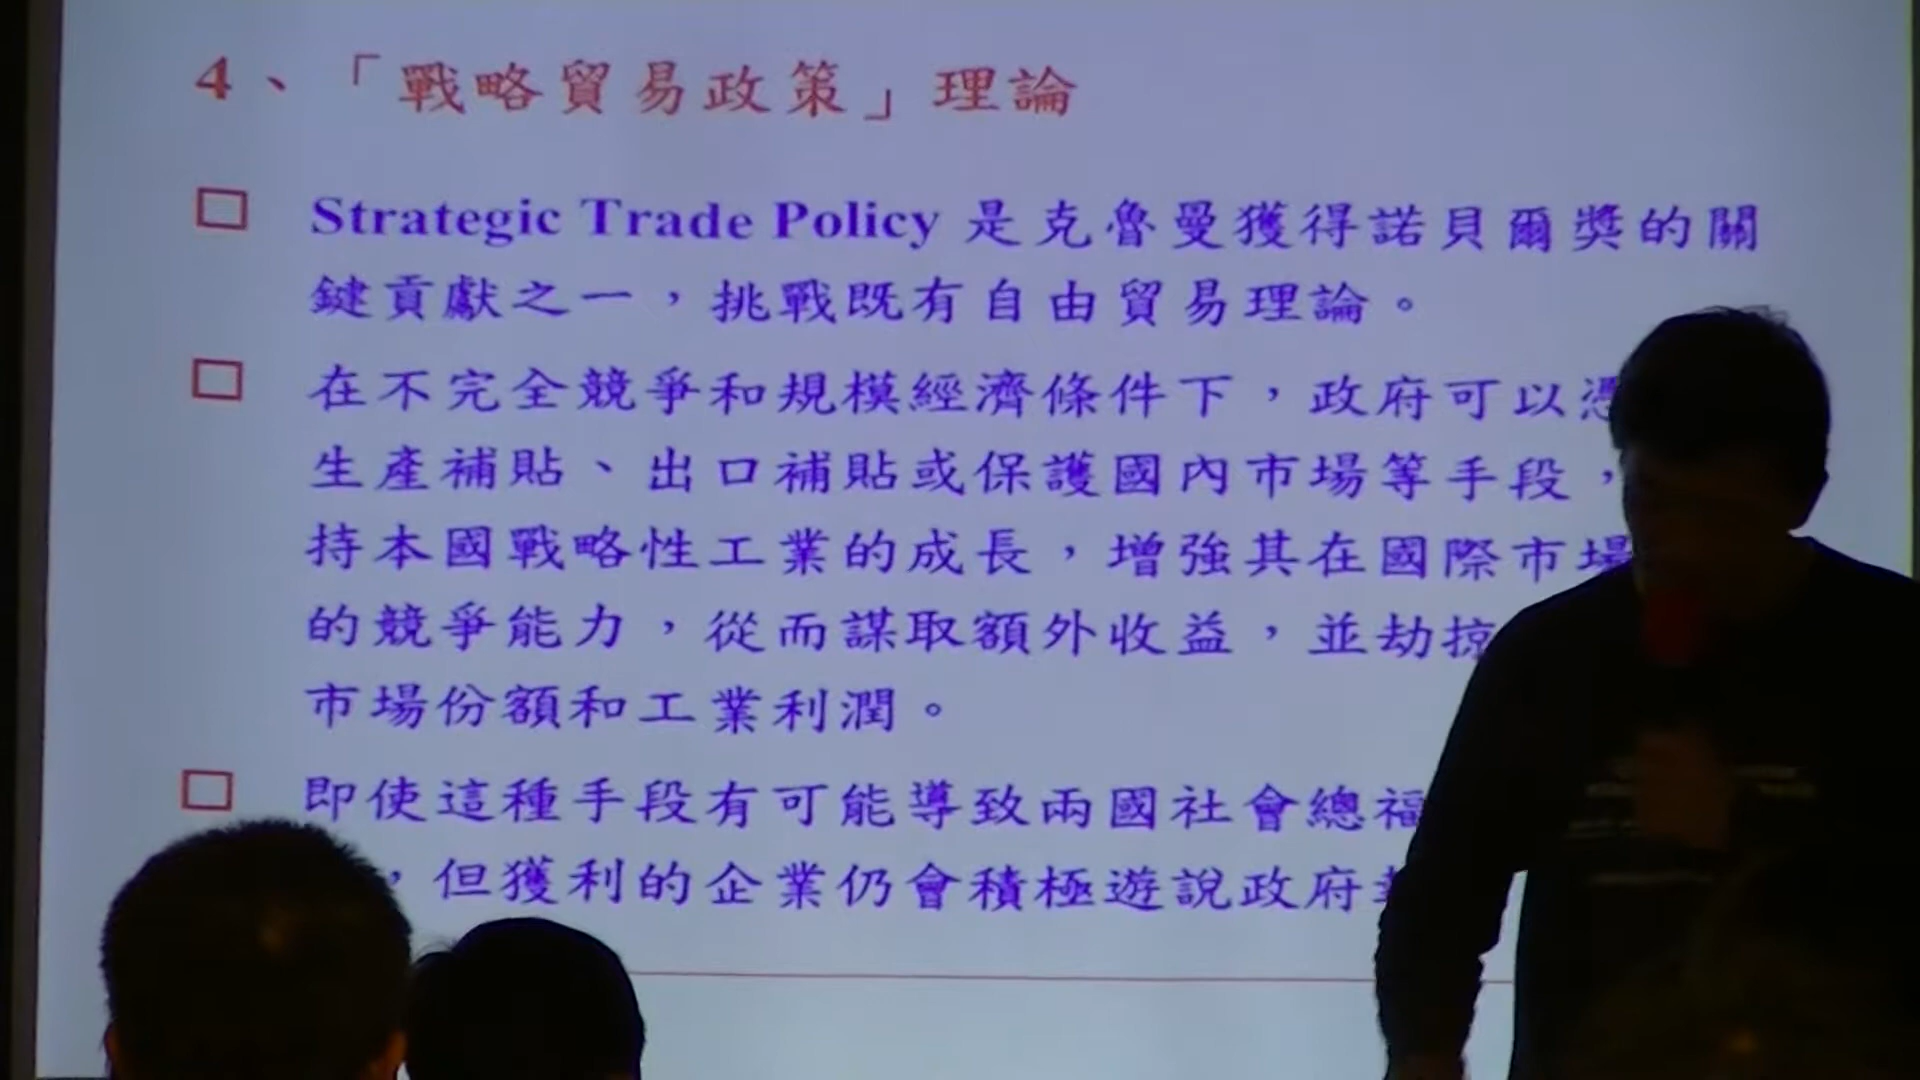 4、「戰略貿易政策」理論
Strategic Trade Policy 是克魯曼獲得諾貝爾獎的關
鍵貢獻之一，挑戰既有自由貿易理論。
在不完全競爭和規模經濟條件下，政府可以憑
生產補貼、出口補貼或保護國內市場等手段，
持本國戰略性工業的成長，增強其在國際市場
的競爭能力，從而謀取額外收益，並劫掠
市場份額和工業利潤。
即使這種手段有可能導致兩國社會總福
，但獲利的企業仍會積極遊說政府